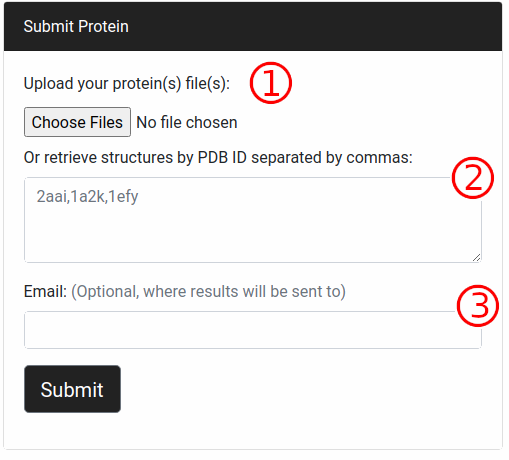 Submit Protein
Upload your protein(s) file(s): ①
Choose Files No file chosen
Or retrieve structures by PDB ID separated by commas:
②
2aai,1a2k,1efy
Email: (Optional, where results will be sent to)
③
Submit